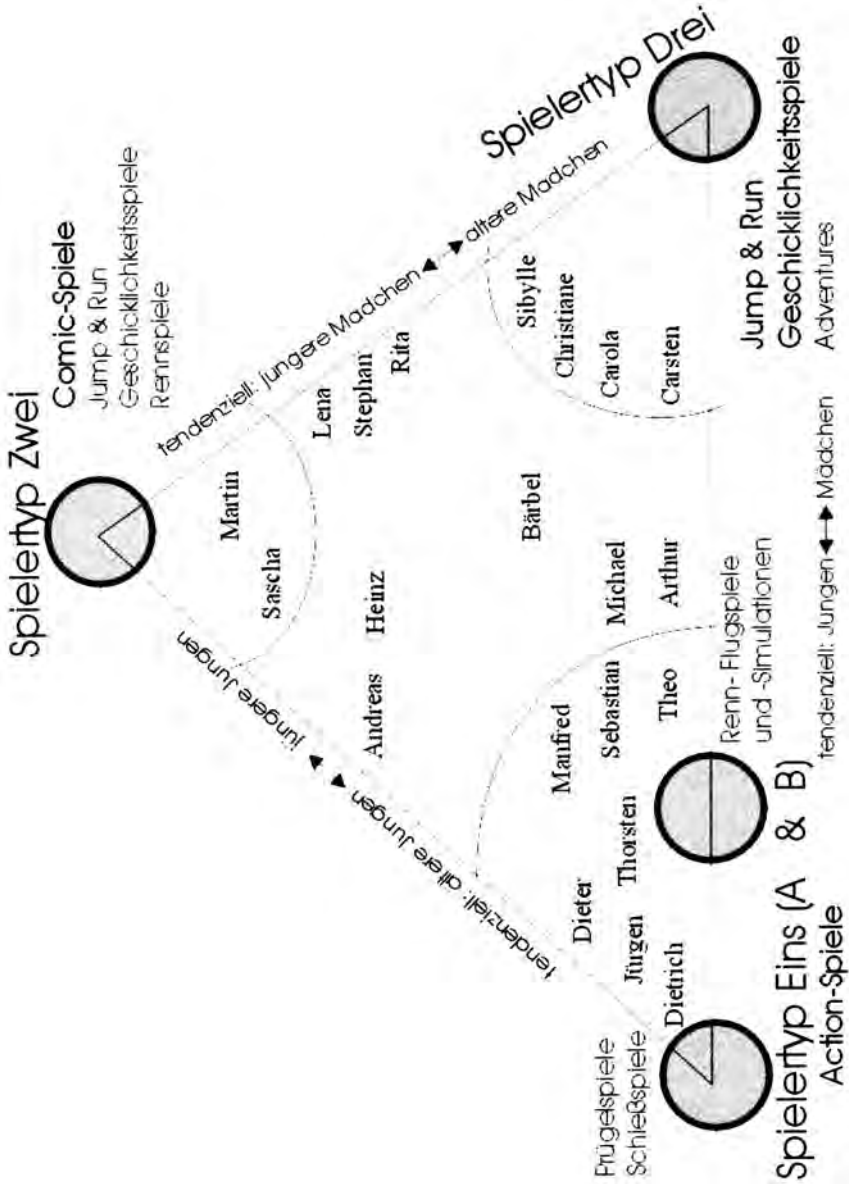 Spielertyp Zwei
Comic-Spiele
Jump & Run
Geschicklichkeitsspiele
Rennspiele
tendenziell: jüngere Mädchen ältere Mädchen
jüngere Jungen
tendenziell: ältere Jungen
Martin
Sascha
Lena
Stephan
Rita
Andreas
Heinz
Bärbel
Spielertyp Drei
Sibylle
Christiane
Carola
Carsten
Jump & Run
Geschicklichkeitsspiele
Adventures
Manfred
Sebastian
Michael
Theo
Arthur
Dieter
Thorsten
Jürgen
Dietrich
Prügelspiele
Schießspiele
Renn- Flugspiele
und -Simulationen
Spielertyp Eins (A & B)
Action-Spiele
tendenziell: Jungen Mädchen